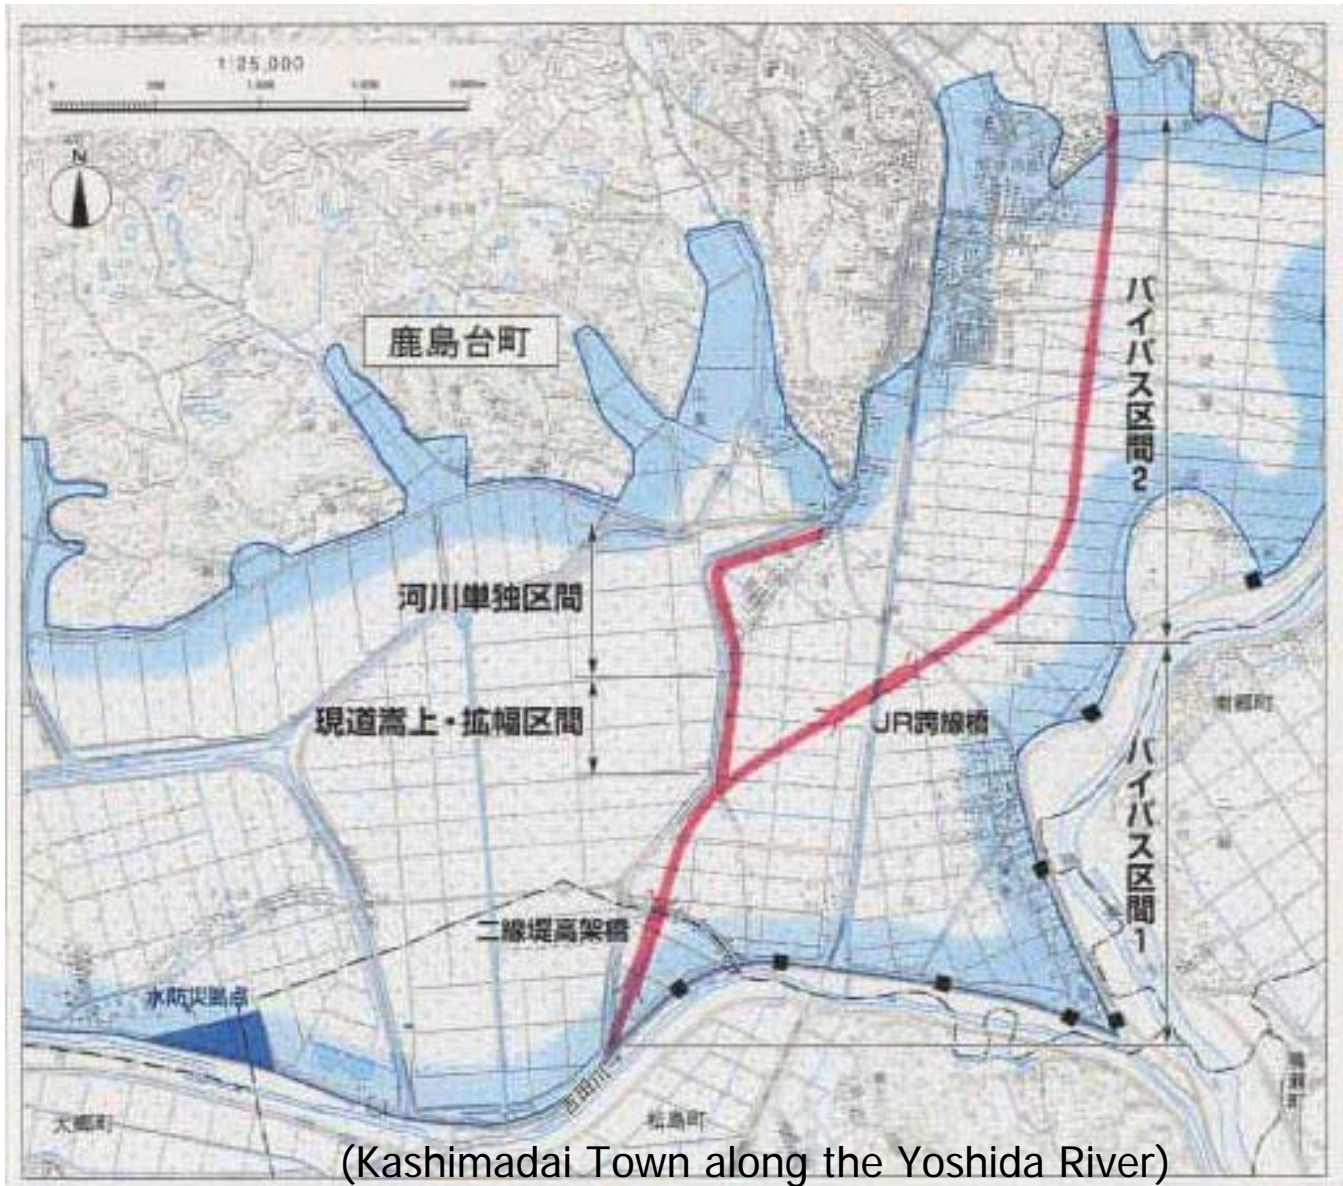 1:25,000
N
鹿島台町
バイパス区間2
河川単独区間
現道嵩上・拡幅区間
JR跨線橋
南郷町
バイパス区間1
二線堤高架橋
水防災拠点
吉田川
大郷町
松島町
(Kashimadai Town along the Yoshida River)